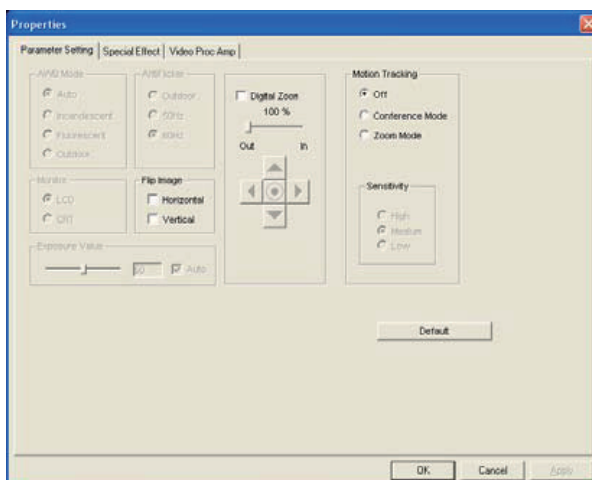 Properties
Parameter Setting
Special Effect
Video Proc Amp
AWB Mode
Auto
Incandescent
Fluorescent
Outdoor
AntiFlicker
Outdoor
50Hz
60Hz
Monitor
LCD
CRT
Flip Image
Horizontal
Vertical
Exposure Value
Auto
Digital Zoom
100 %
Out
In
Motion Tracking
Off
Conference Mode
Zoom Mode
Sensitivity
High
Medium
Low
Default
OK
Cancel
Apply